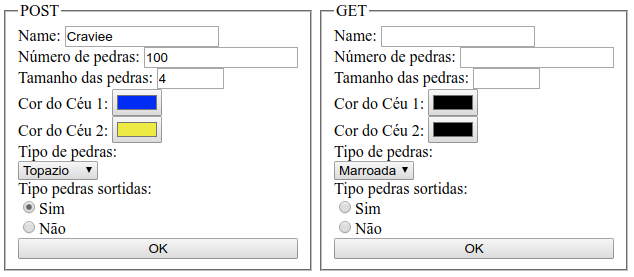 POST
Name: Craviee
Número de pedras: 100
Tamanho das pedras: 4
Cor do Céu 1:
Cor do Céu 2:
Tipo de pedras:
Topazio
Tipo pedras sortidas:
Sim
Não
OK
GET
Name:
Número de pedras:
Tamanho das pedras:
Cor do Céu 1:
Cor do Céu 2:
Tipo de pedras:
Marroada
Tipo pedras sortidas:
Sim
Não
OK